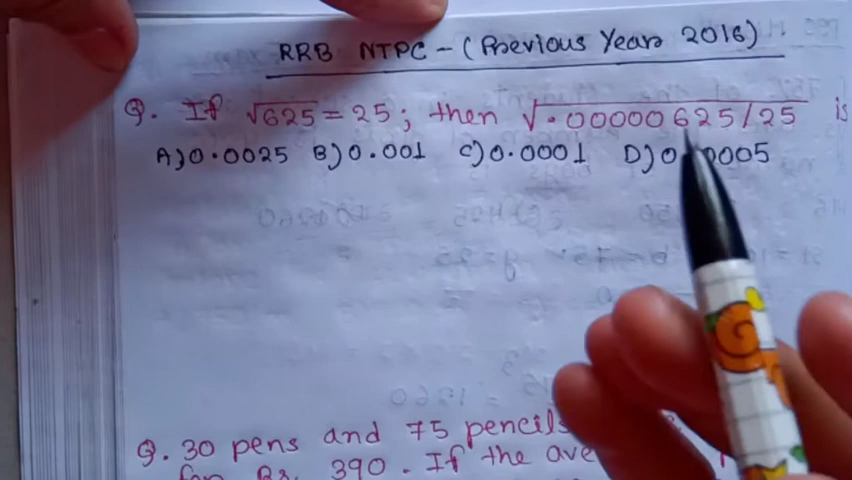 RRB NTPC - (Previous Year 2016)
Q. If √625 = 25; then √.00000625/25 is
A) 0.0025 B) 0.001 C) 0.0001 D) 0005
Q. 30 pens and 75 pencils
for Rs. 390. If the ave